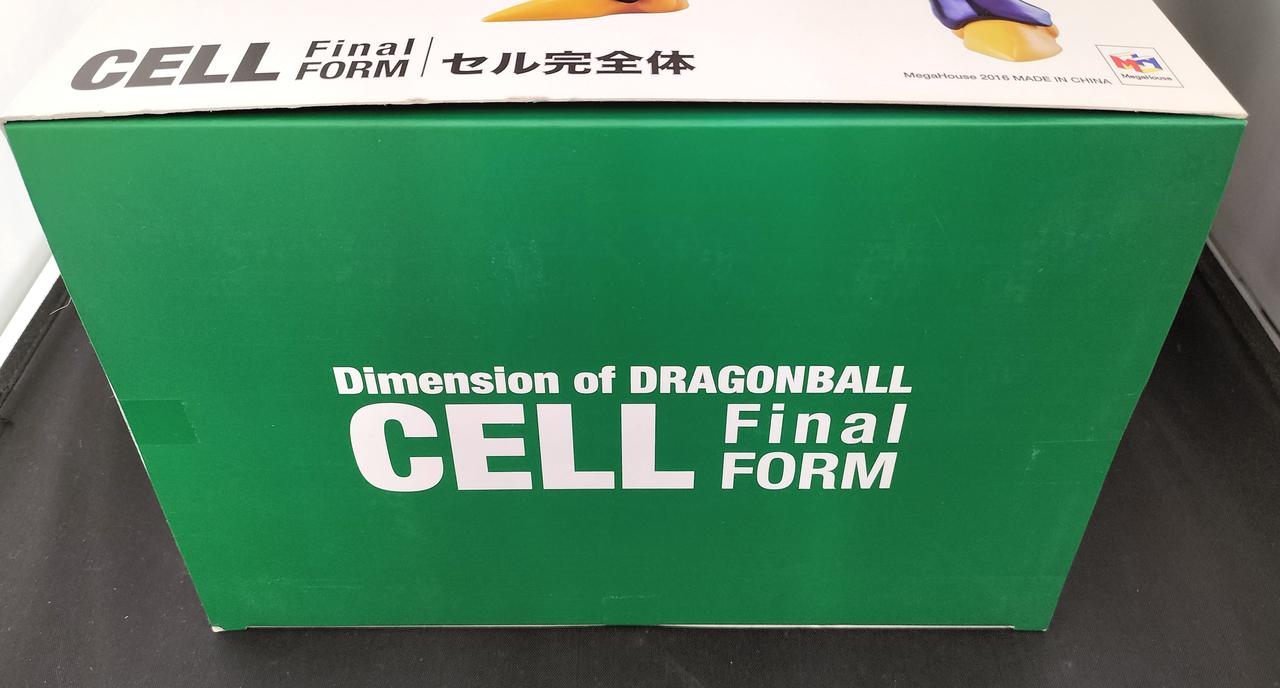 CELL Final FORM | セル完全体
MegaHouse 2016 MADE IN CHINA
MegaHouse
Dimension of DRAGONBALL
CELL Final FORM